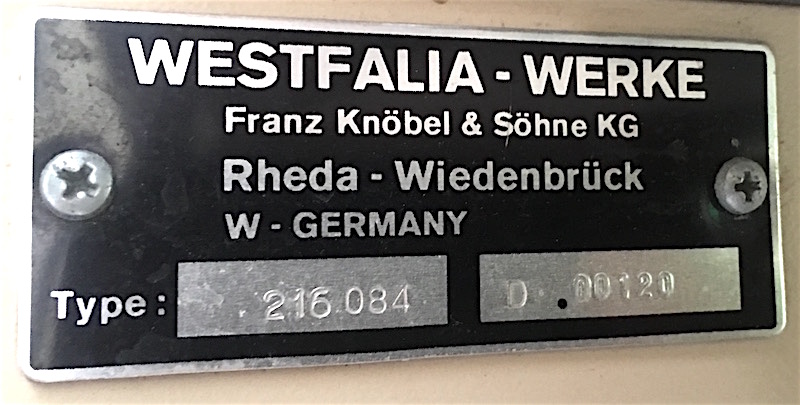 WESTFALIA - WERKE
Franz Knöbel & Söhne KG
Rheda - Wiedenbrück
W - GERMANY
Type: 216 084 D 00120